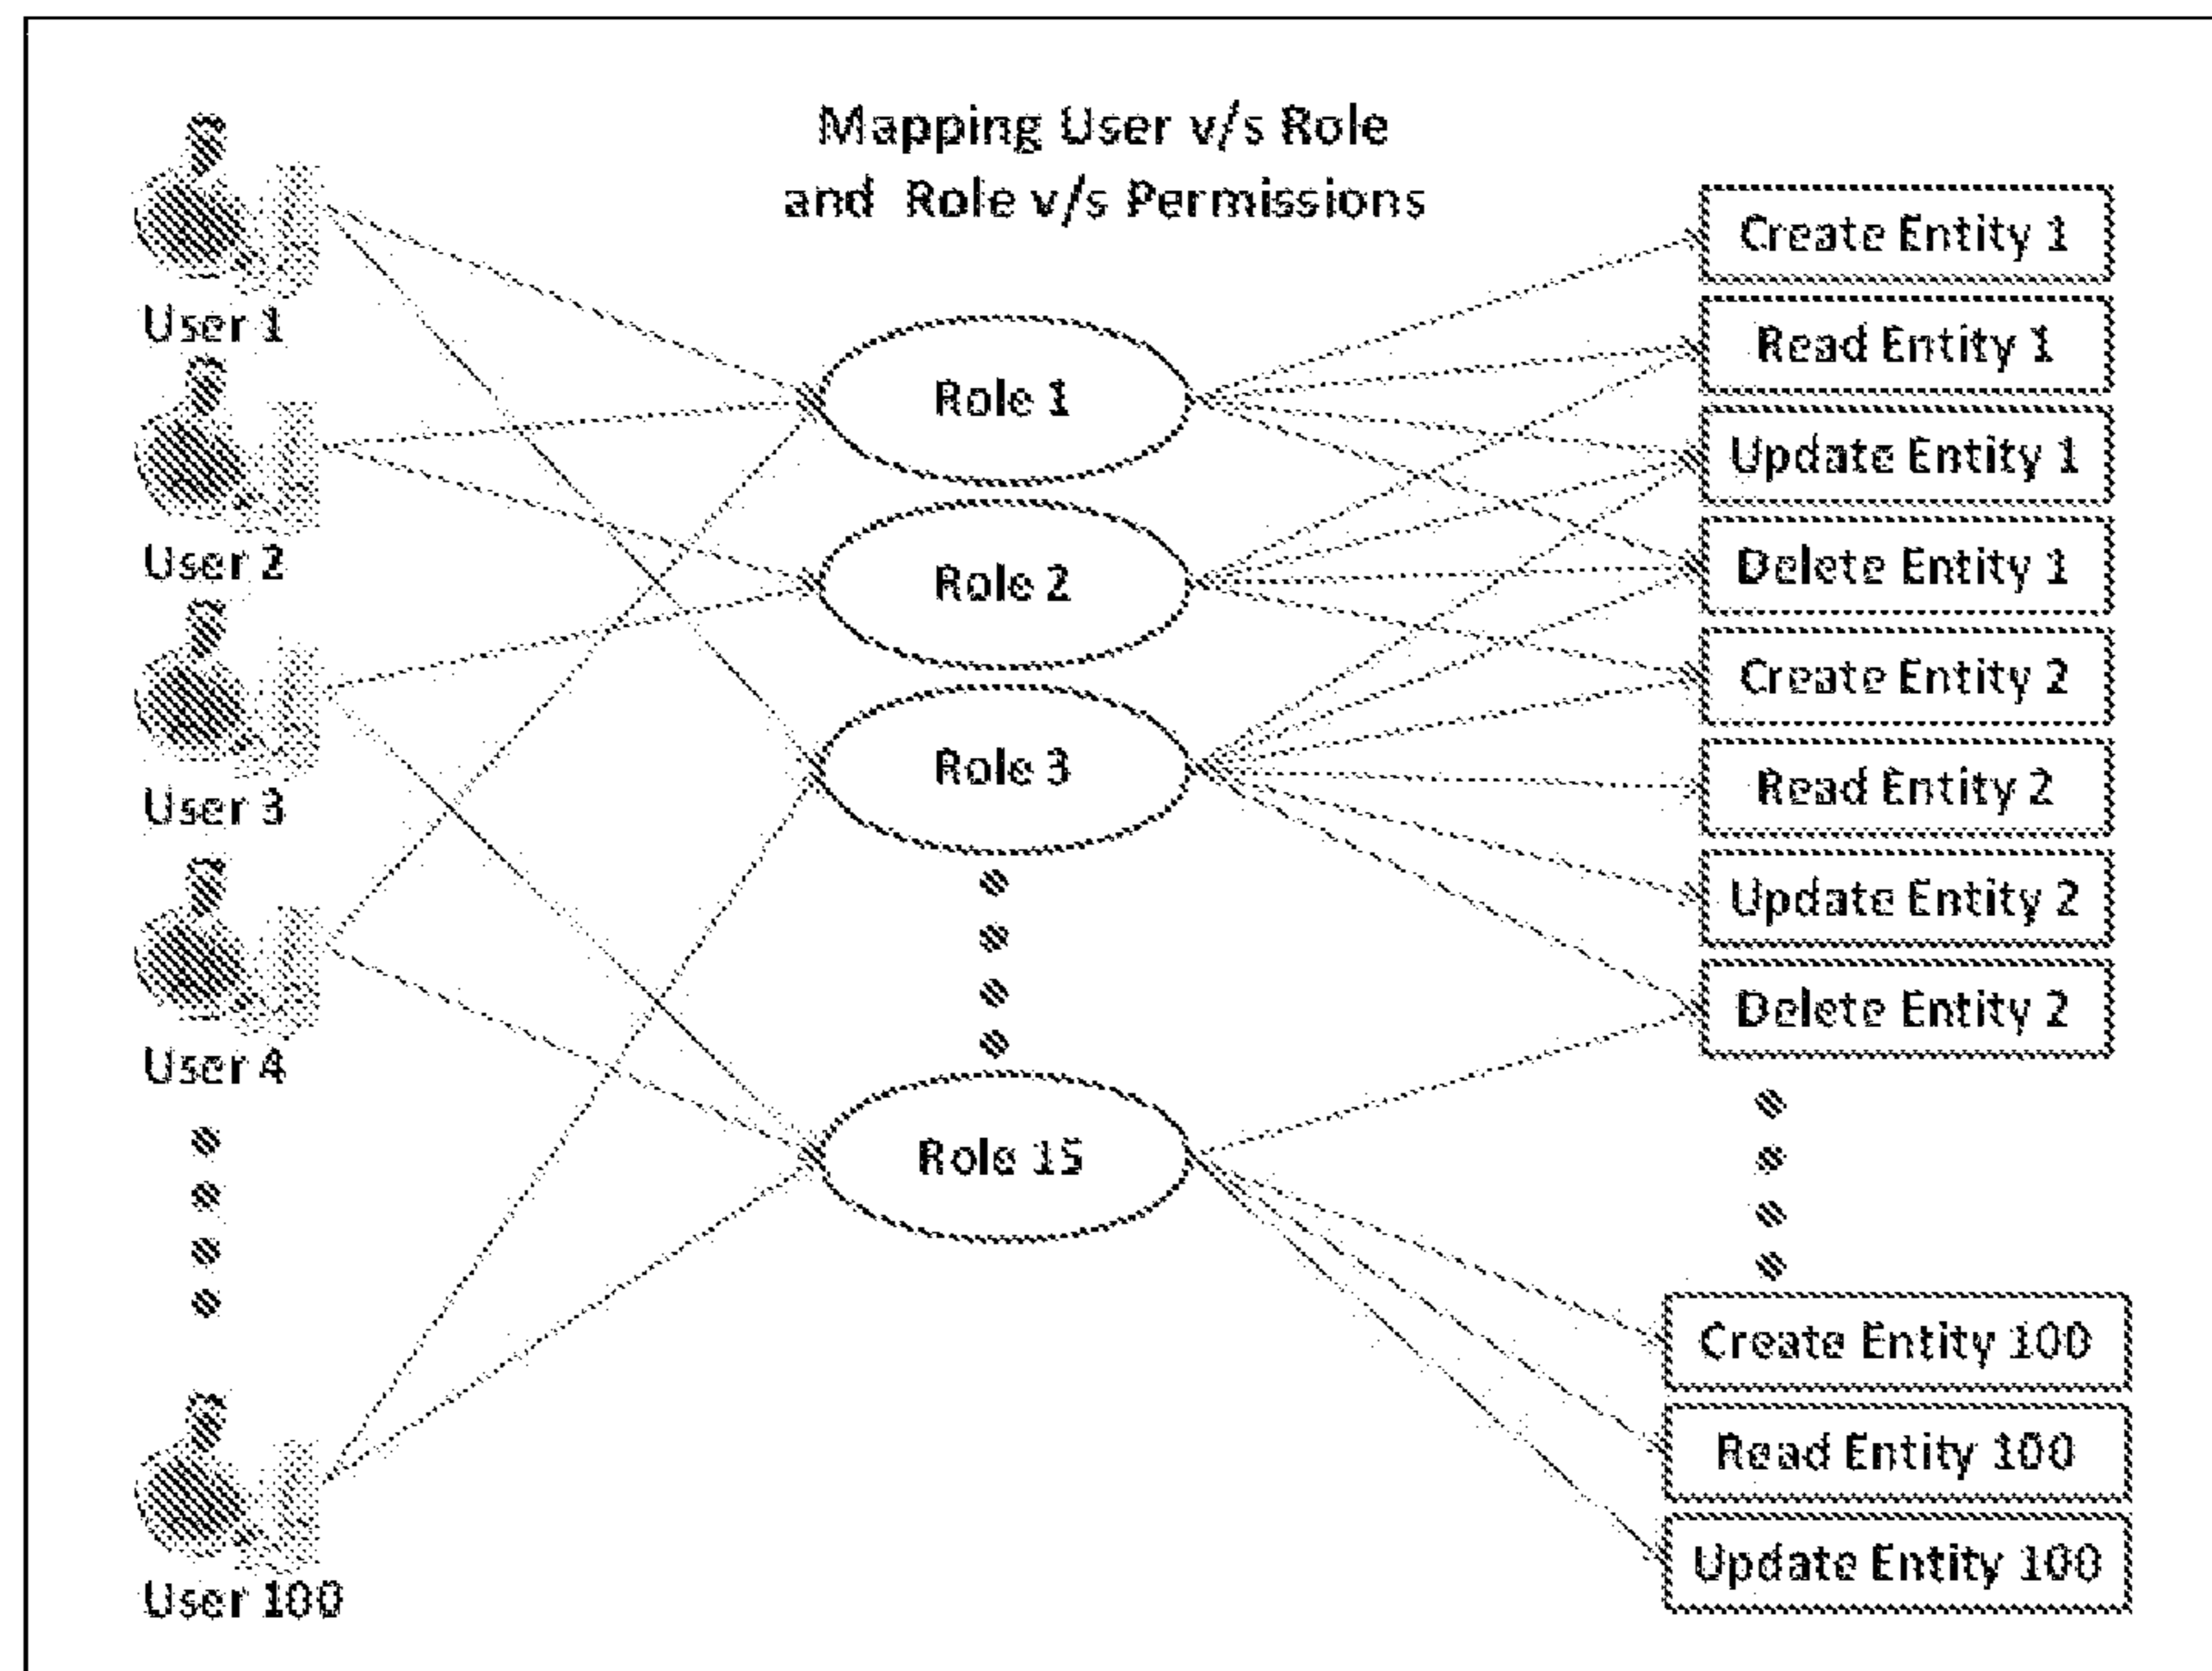 Mapping User v/s Role
and Role v/s Permissions
User 1
User 2
User 3
User 4
User 100
Role 1
Role 2
Role 3
Role 15
Create Entity 1
Read Entity 1
Update Entity 1
Delete Entity 1
Create Entity 2
Read Entity 2
Update Entity 2
Delete Entity 2
Create Entity 100
Read Entity 100
Update Entity 100